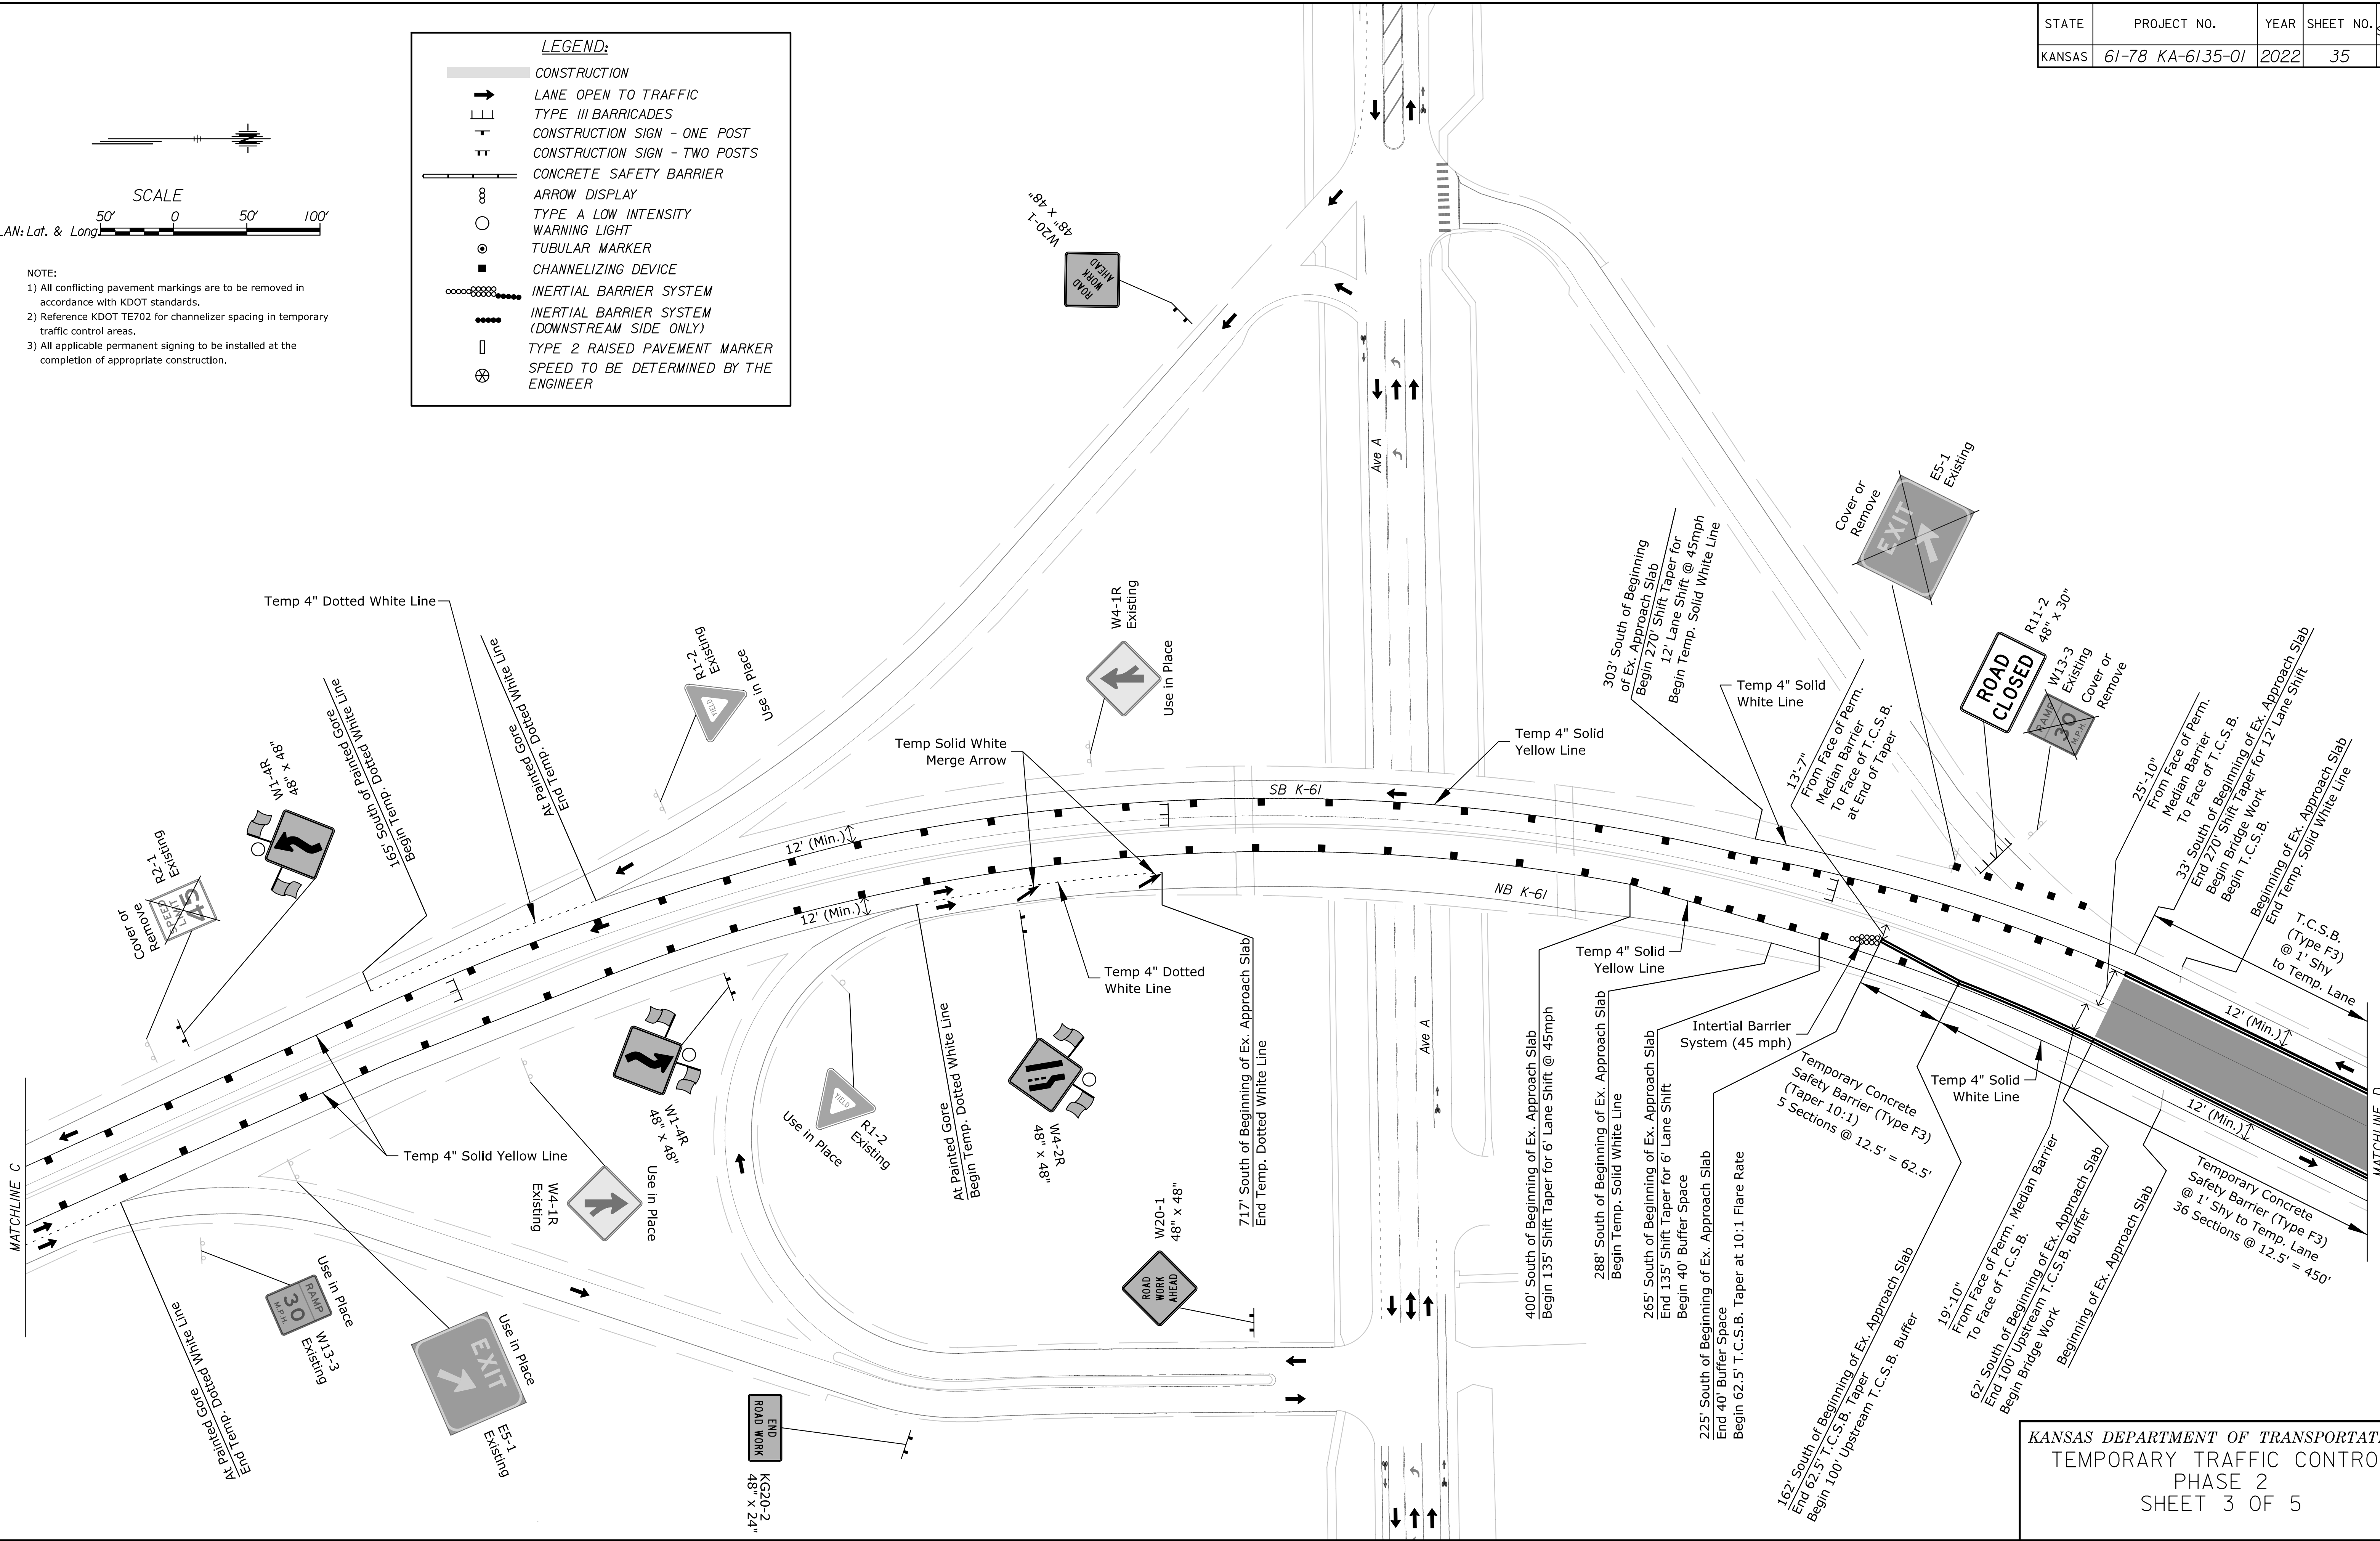 STATE
PROJECT NO.
YEAR
SHEET NO.
KANSAS
61-78 KA-6135-01
2022
35
LEGEND:
CONSTRUCTION
LANE OPEN TO TRAFFIC
TYPE III BARRICADES
CONSTRUCTION SIGN - ONE POST
CONSTRUCTION SIGN - TWO POSTS
CONCRETE SAFETY BARRIER
ARROW DISPLAY
TYPE A LOW INTENSITY
WARNING LIGHT
TUBULAR MARKER
CHANNELIZING DEVICE
INERTIAL BARRIER SYSTEM
INERTIAL BARRIER SYSTEM
(DOWNSTREAM SIDE ONLY)
TYPE 2 RAISED PAVEMENT MARKER
SPEED TO BE DETERMINED BY THE
ENGINEER
N
SCALE
50' 0 50' 100'
LAN: Lat. & Long.
NOTE:
1) All conflicting pavement markings are to be removed in
accordance with KDOT standards.
2) Reference KDOT TE702 for channelizer spacing in temporary
traffic control areas.
3) All applicable permanent signing to be installed at the
completion of appropriate construction.
W20-1
48" x 48"
ROAD
WORK
AHEAD
Ave A
Temp 4" Dotted White Line
At Painted Gore
End Temp. Dotted White Line
165' South of Painted Gore
Begin Temp. Dotted White Line
W1-4R
48" x 48"
R2-1
Existing
Cover or
Remove
SPEED
LIMIT
45
R1-2
Existing
YIELD
Use in Place
W4-1R
Existing
Use in Place
Temp Solid White
Merge Arrow
Temp 4" Solid
Yellow Line
303' South of Beginning
of Ex. Approach Slab
Begin 270' Shift Taper for
12' Lane Shift @ 45mph
Begin Temp. Solid White Line
Temp 4" Solid
White Line
13'-7"
From Face of Perm.
Median Barrier
To Face of T.C.S.B.
at End of Taper
Cover or
Remove
EXIT
E5-1
Existing
ROAD
CLOSED
R11-2
48" x 30"
W13-3
Existing
Cover or
Remove
RAMP
30
M.P.H.
25'-10"
From Face of Perm.
Median Barrier
To Face of T.C.S.B.
33' South of Beginning of Ex. Approach Slab
End 270' Shift Taper for 12' Lane Shift
Begin Bridge Work
Begin T.C.S.B.
Beginning of Ex. Approach Slab
End Temp. Solid White Line
T.C.S.B.
(Type F3)
@ 1' Shy
to Temp. Lane
12' (Min.)
12' (Min.)
SB K-61
NB K-61
12' (Min.)
12' (Min.)
MATCHLINE C
MATCHLINE D
Temp 4" Solid Yellow Line
W4-1R
Existing
Use in Place
W1-4R
48" x 48"
YIELD
R1-2
Existing
Use in Place
At Painted Gore
Begin Temp. Dotted White Line
Temp 4" Dotted
White Line
W4-2R
48" x 48"
717' South of Beginning of Ex. Approach Slab
End Temp. Dotted White Line
W20-1
48" x 48"
ROAD
WORK
AHEAD
Ave A
At Painted Gore
End Temp. Dotted White Line
RAMP
30
M.P.H.
Use in Place
W13-3
Existing
EXIT
Use in Place
E5-1
Existing
END
ROAD WORK
KG20-2
48" x 24"
Temp 4" Solid
Yellow Line
400' South of Beginning of Ex. Approach Slab
Begin 135' Shift Taper for 6' Lane Shift @ 45mph
288' South of Beginning of Ex. Approach Slab
Begin Temp. Solid White Line
265' South of Beginning of Ex. Approach Slab
End 135' Shift Taper for 6' Lane Shift
Begin 40' Buffer Space
225' South of Beginning of Ex. Approach Slab
End 40' Buffer Space
Begin 62.5' T.C.S.B. Taper at 10:1 Flare Rate
Intertial Barrier
System (45 mph)
Temporary Concrete
Safety Barrier (Type F3)
(Taper 10:1)
5 Sections @ 12.5' = 62.5'
Temp 4" Solid
White Line
162' South of Beginning of Ex. Approach Slab
End 62.5' T.C.S.B. Taper
Begin 100' Upstream T.C.S.B. Buffer
19'-10"
From Face of Perm. Median Barrier
To Face of T.C.S.B.
62' South of Beginning of Ex. Approach Slab
End 100' Upstream T.C.S.B. Buffer
Begin Bridge Work
Beginning of Ex. Approach Slab
Temporary Concrete
Safety Barrier (Type F3)
@ 1' Shy to Temp. Lane
36 Sections @ 12.5' = 450'
KANSAS DEPARTMENT OF TRANSPORTAT
TEMPORARY TRAFFIC CONTRO
PHASE 2
SHEET 3 OF 5